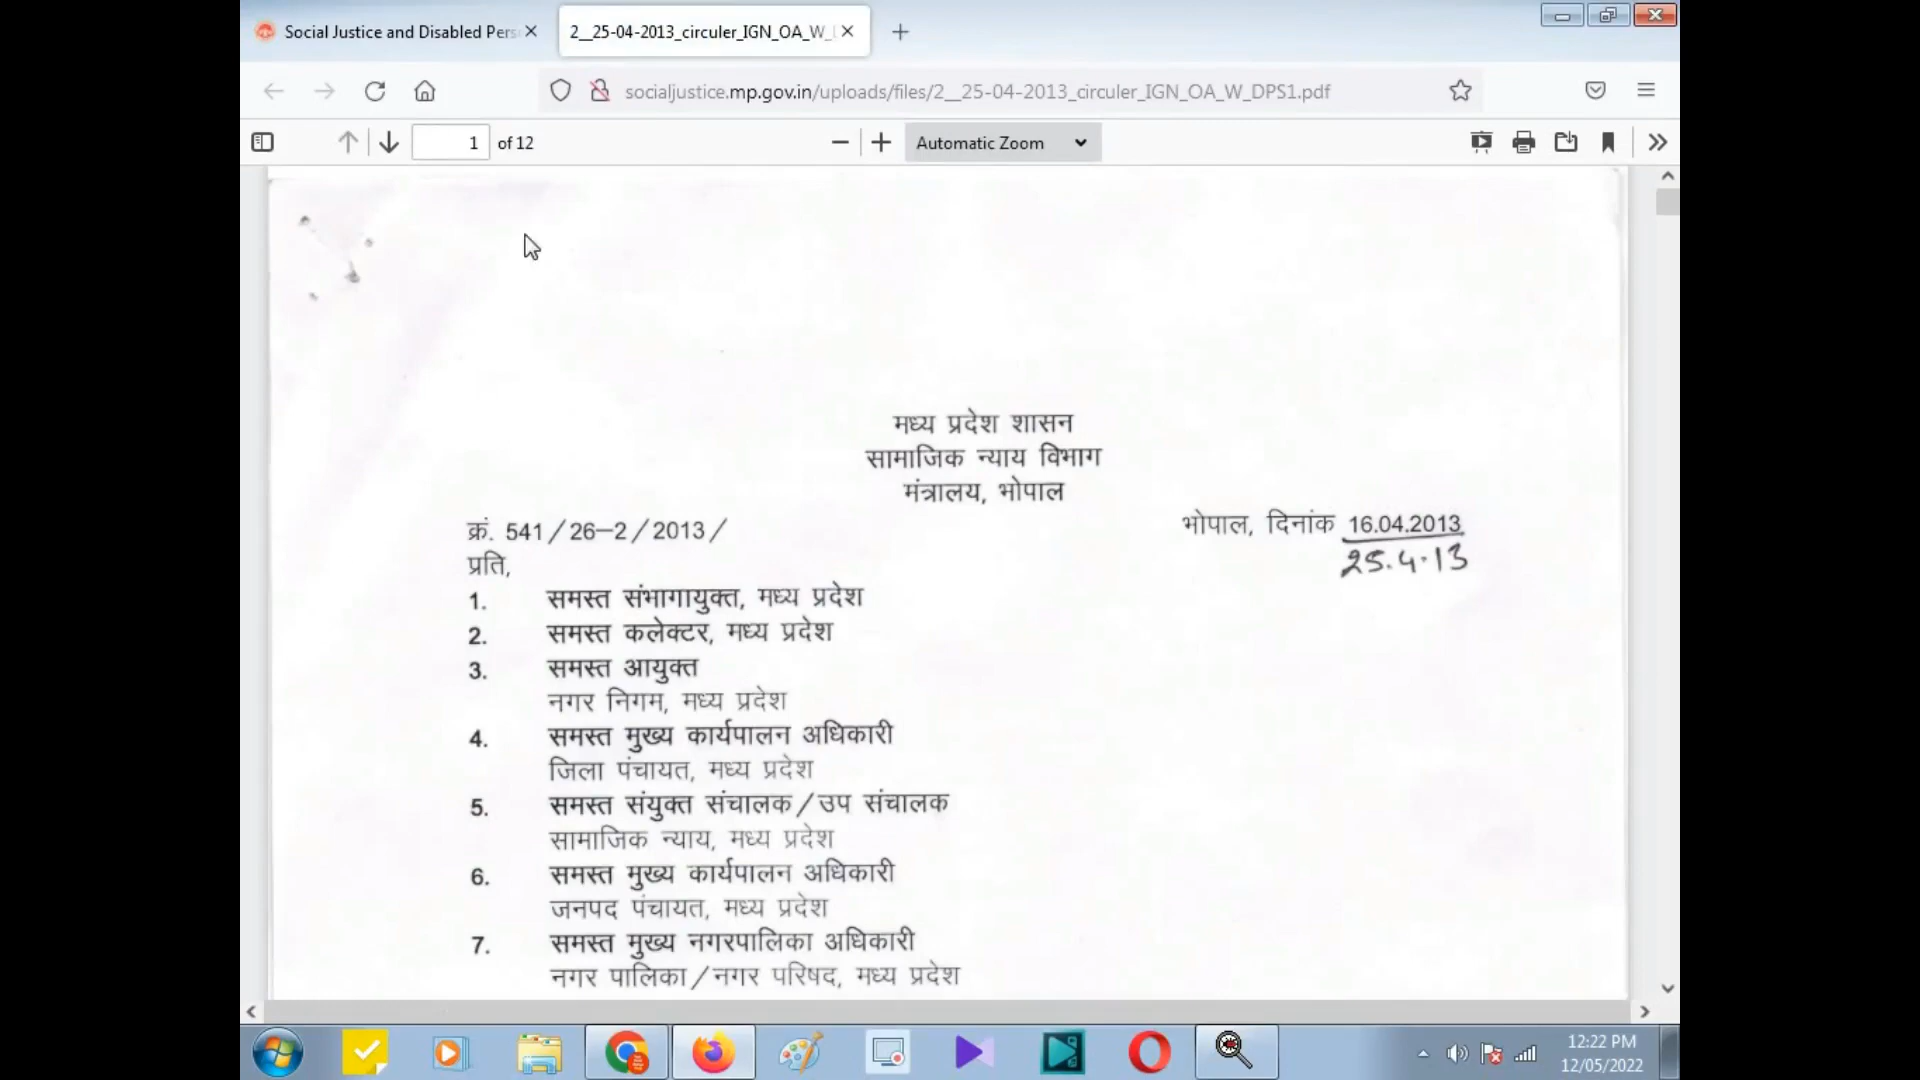 Social Justice and Disabled Pers
2__25-04-2013_circuler_IGN_OA_W_
socialjustice.mp.gov.in/uploads/files/2__25-04-2013_circuler_IGN_OA_W_DPS1.pdf
1 of 12
Automatic Zoom
मध्य प्रदेश शासन
सामाजिक न्याय विभाग
मंत्रालय, भोपाल
क्रं. 541/26-2/2013/
भोपाल, दिनांक 16.04.2013
25.4.13
प्रति,
1. समस्त संभागायुक्त, मध्य प्रदेश
2. समस्त कलेक्टर, मध्य प्रदेश
3. समस्त आयुक्त
नगर निगम, मध्य प्रदेश
4. समस्त मुख्य कार्यपालन अधिकारी
जिला पंचायत, मध्य प्रदेश
5. समस्त संयुक्त संचालक/उप संचालक
सामाजिक न्याय, मध्य प्रदेश
6. समस्त मुख्य कार्यपालन अधिकारी
जनपद पंचायत, मध्य प्रदेश
7. समस्त मुख्य नगरपालिका अधिकारी
नगर पालिका/नगर परिषद, मध्य प्रदेश
12:22 PM
12/05/2022